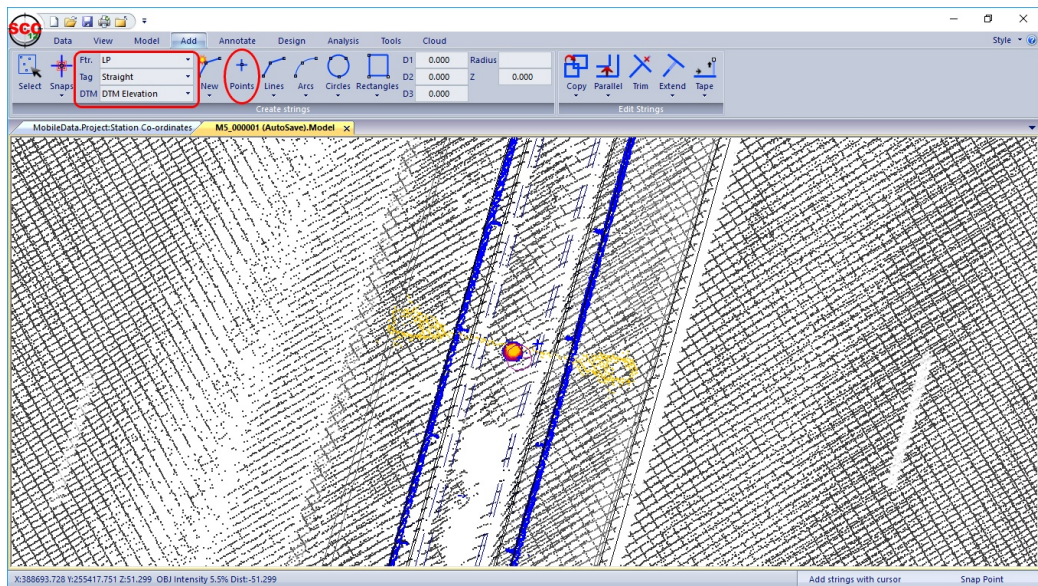 SCC
12
Data View Model Add Annotate Design Analysis Tools Cloud Style
Ftr. LP D1 0.000 Radius
Tag Straight D2 0.000 Z 0.000
DTM DTM Elevation D3 0.000
Select Snaps New Points Lines Arcs Circles Rectangles Copy Parallel Trim Extend Tape
Create strings Edit Strings
MobileData.Project:Station Co-ordinates M5_000001 (AutoSave).Model
X:388693.728 Y:255417.751 Z:51.299 OBJ Intensity 5.5% Dist:-51.299 Add strings with cursor Snap Point